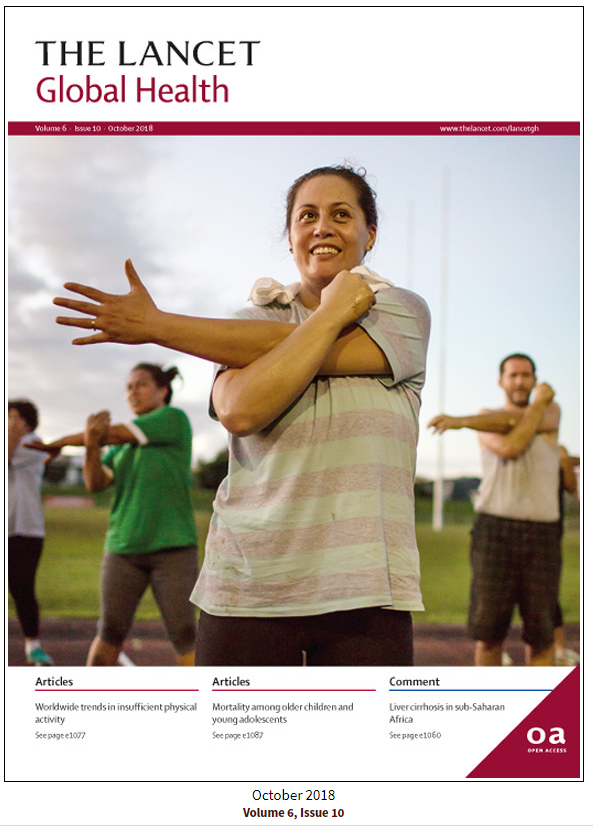 THE LANCET
Global Health
Volume 6 · Issue 10 · October 2018
www.thelancet.com/lancetgh
Articles
Worldwide trends in insufficient physical
activity
See page e1077
Articles
Mortality among older children and
young adolescents
See page e1087
Comment
Liver cirrhosis in sub-Saharan
Africa
See page e1060
oa
OPEN ACCESS
October 2018
Volume 6, Issue 10